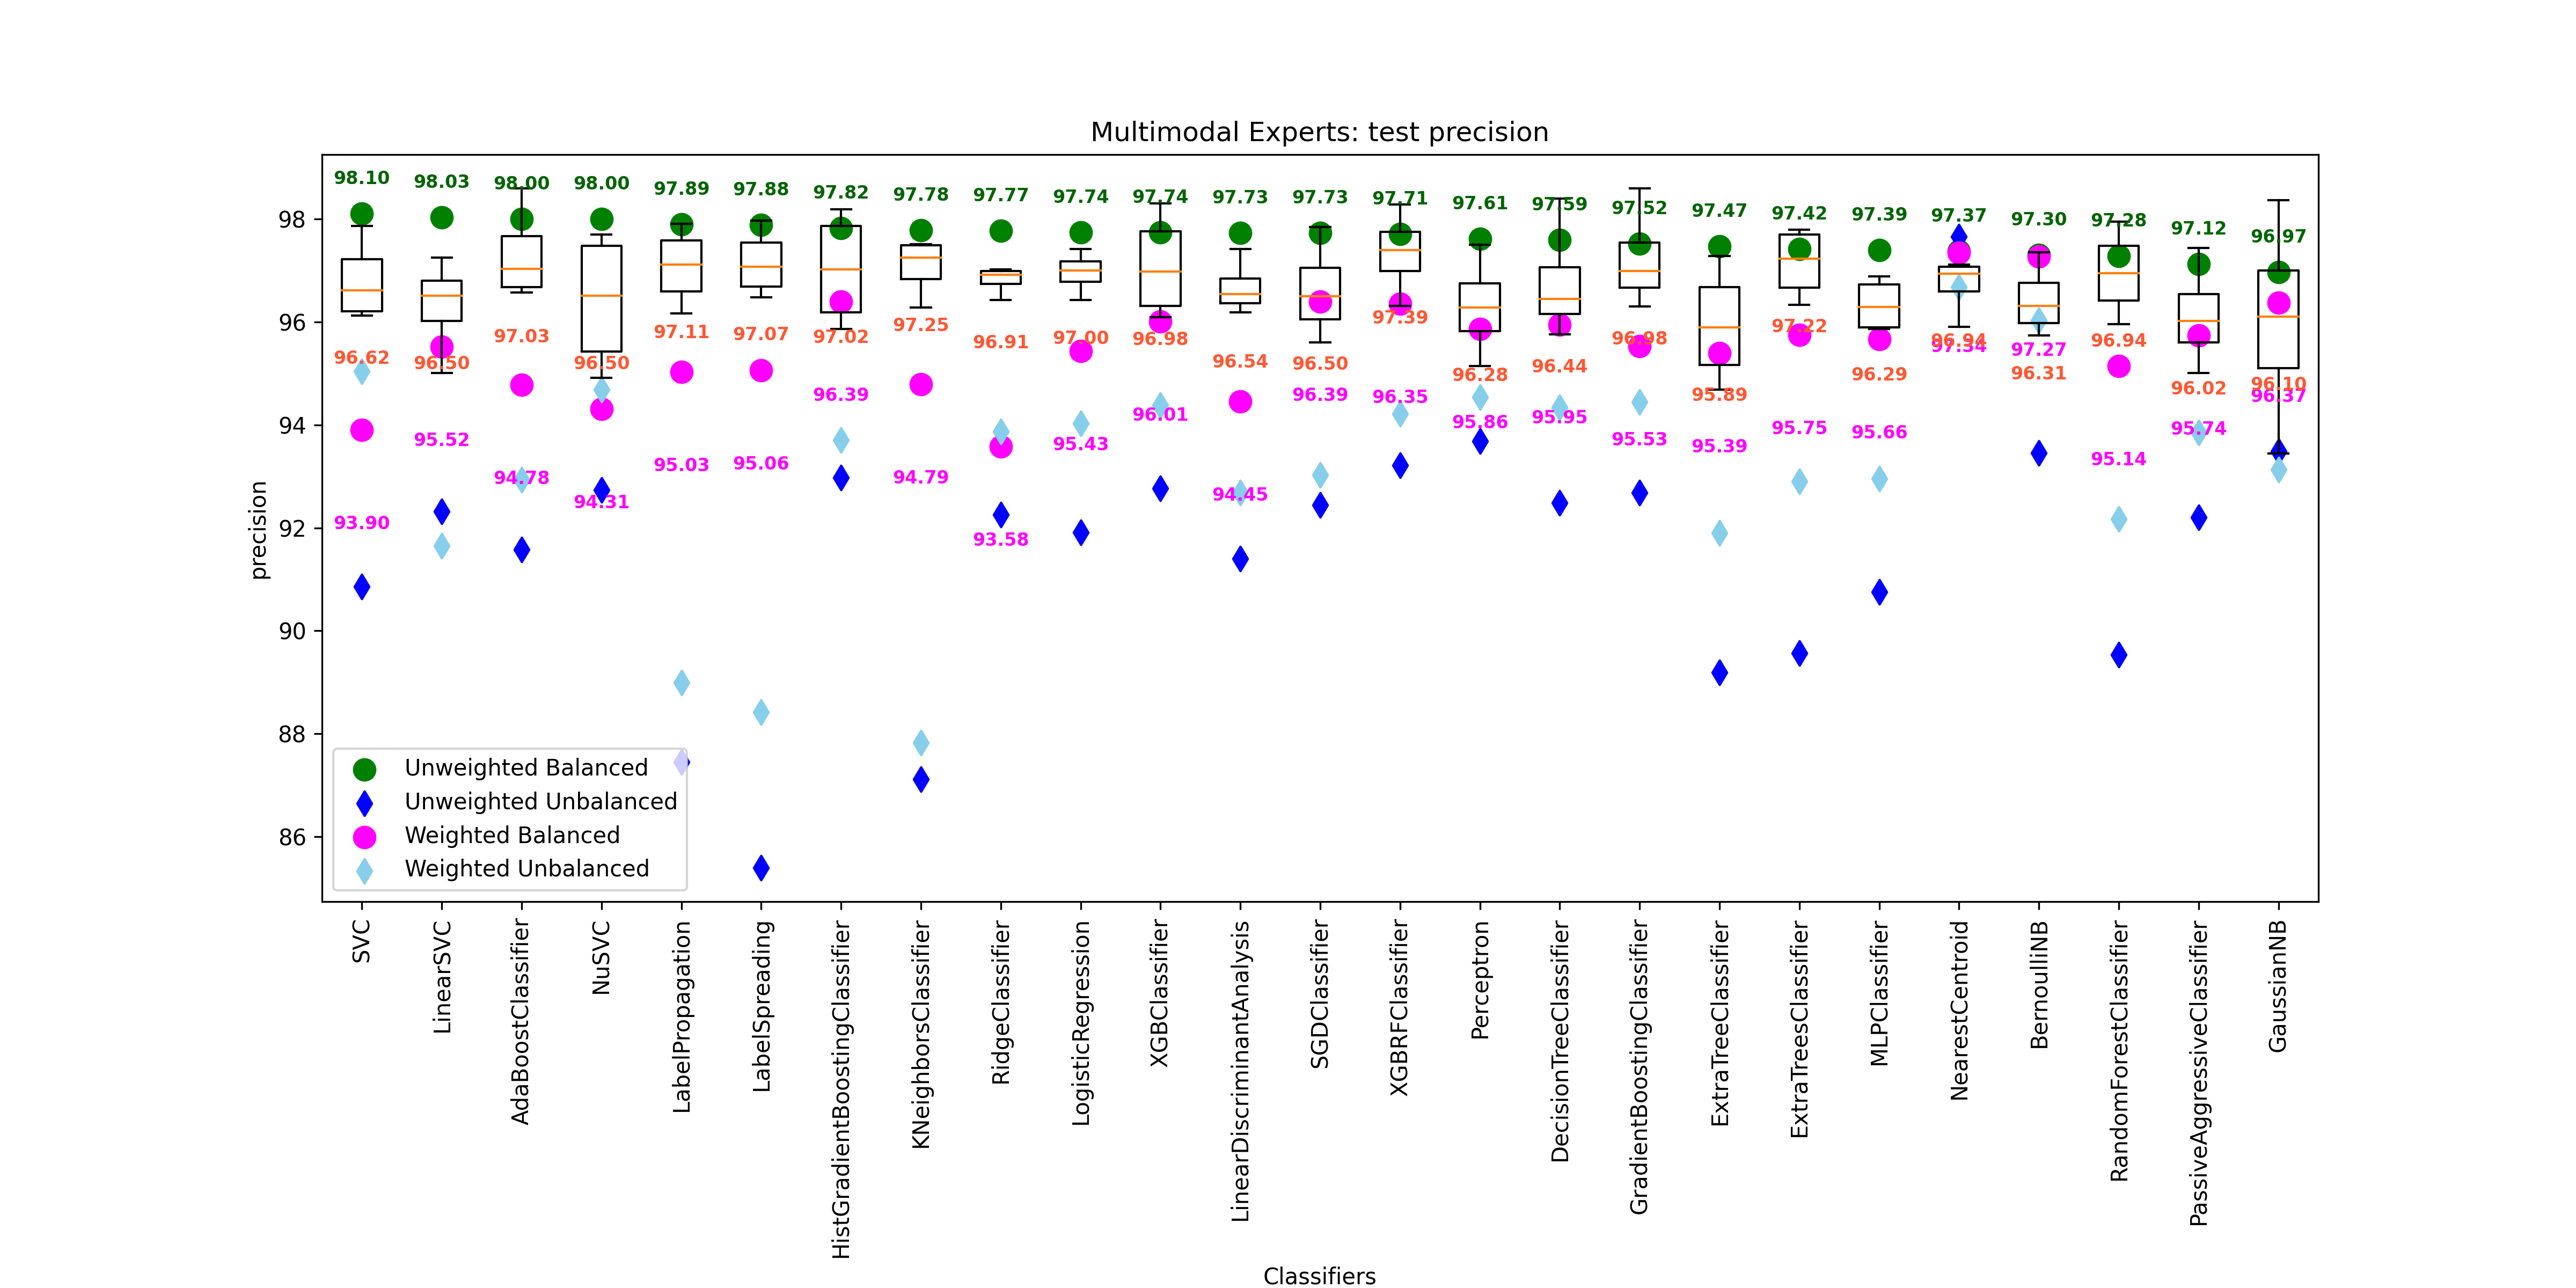 Multimodal Experts: test precision
98.10 98.03 98.00 98.00 97.89 97.88 97.82 97.78 97.77 97.74 97.74 97.73 97.73 97.71 97.61 97.59 97.52 97.47 97.42 97.39 97.37 97.30 97.28 97.12 96.97
96.62 96.50 97.03 96.50 97.11 97.07 97.02 97.25 96.91 97.00 96.98 96.54 96.50 97.39 96.28 96.44 96.98 95.89 97.22 96.29 96.94 96.31 96.94 96.02 96.10
93.90 95.52 94.78 94.31 95.03 95.06 96.39 94.79 93.58 95.43 96.01 94.45 96.39 96.35 95.86 95.95 95.53 95.39 95.75 95.66 97.34 97.27 95.14 95.74 96.37
precision
98
96
94
92
90
88
86
Unweighted Balanced
Unweighted Unbalanced
Weighted Balanced
Weighted Unbalanced
SVC
LinearSVC
AdaBoostClassifier
NuSVC
LabelPropagation
LabelSpreading
HistGradientBoostingClassifier
KNeighborsClassifier
RidgeClassifier
LogisticRegression
XGBClassifier
LinearDiscriminantAnalysis
SGDClassifier
XGBRFClassifier
Perceptron
DecisionTreeClassifier
GradientBoostingClassifier
ExtraTreeClassifier
ExtraTreesClassifier
MLPClassifier
NearestCentroid
BernoulliNB
RandomForestClassifier
PassiveAggressiveClassifier
GaussianNB
Classifiers